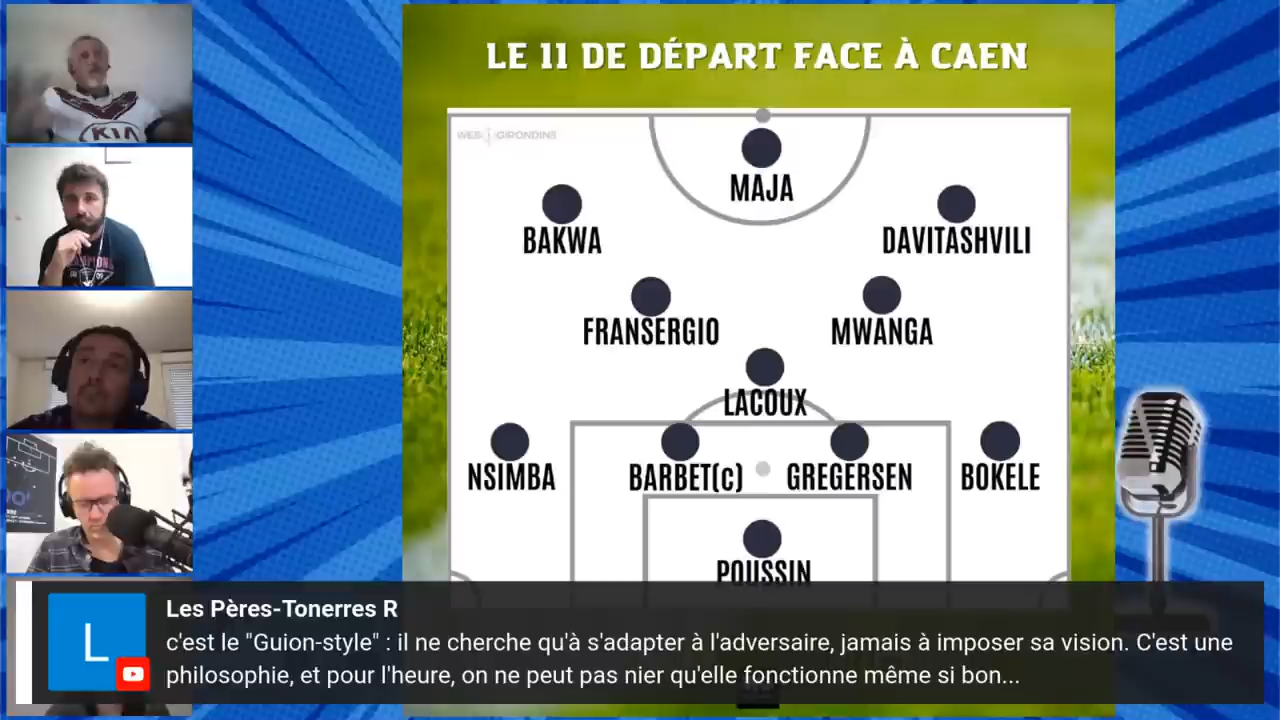 LE 11 DE DÉPART FACE À CAEN
WEB GIRONDINS
MAJA
BAKWA
DAVITASHVILI
FRANSERGIO
MWANGA
LACOUX
NSIMBA
BARBET(C)
GREGERSEN
BOKELE
POUSSIN
KIA
L
Les Pères-Tonerres R
c'est le "Guion-style" : il ne cherche qu'à s'adapter à l'adversaire, jamais à imposer sa vision. C'est une
philosophie, et pour l'heure, on ne peut pas nier qu'elle fonctionne même si bon...